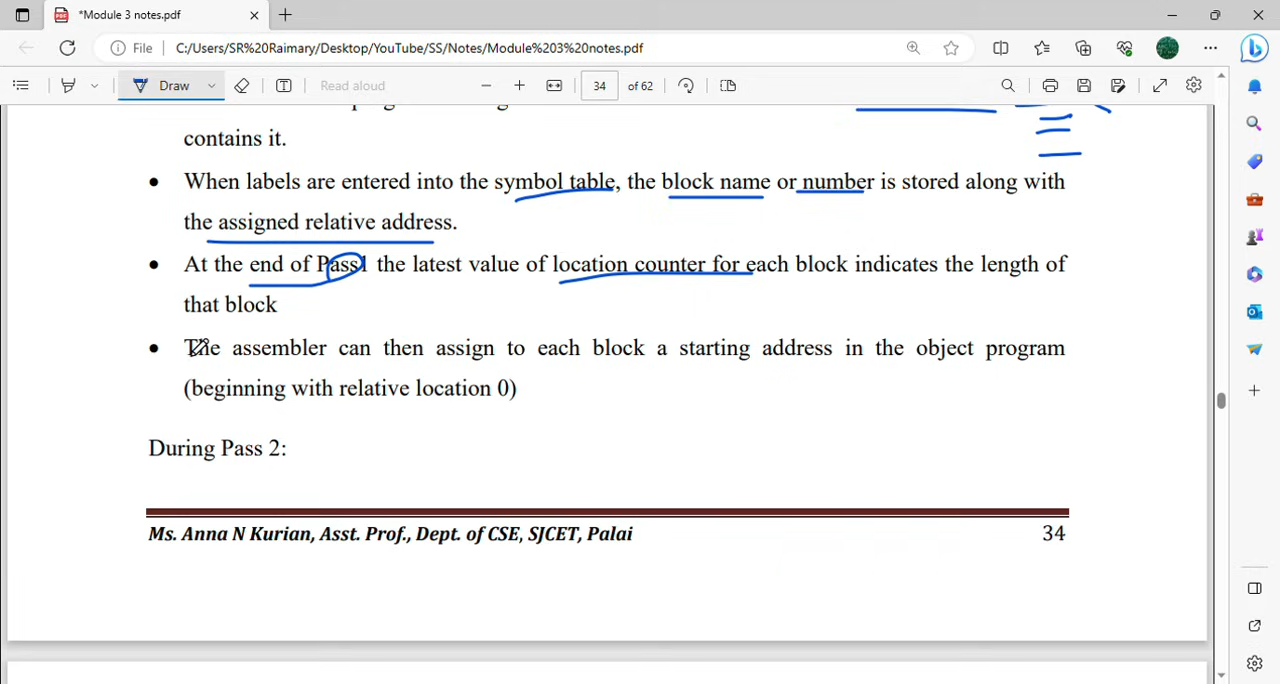 *Module 3 notes.pdf
File
C:/Users/SR%20Raimary/Desktop/YouTube/SS/Notes/Module%203%20notes.pdf
Draw
Read aloud
34 of 62
contains it.
• When labels are entered into the symbol table, the block name or number is stored along with
the assigned relative address.
• At the end of Pass1 the latest value of location counter for each block indicates the length of
that block
• The assembler can then assign to each block a starting address in the object program
(beginning with relative location 0)
During Pass 2:
Ms. Anna N Kurian, Asst. Prof., Dept. of CSE, SJCET, Palai 34